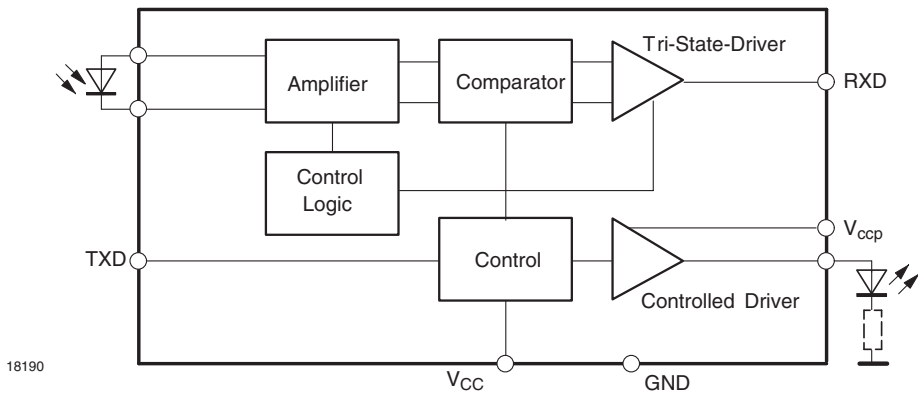 Tri-State-Driver
Amplifier
Comparator
RXD
Control
Logic
Vccp
TXD
Control
Controlled Driver
18190
VCC
GND